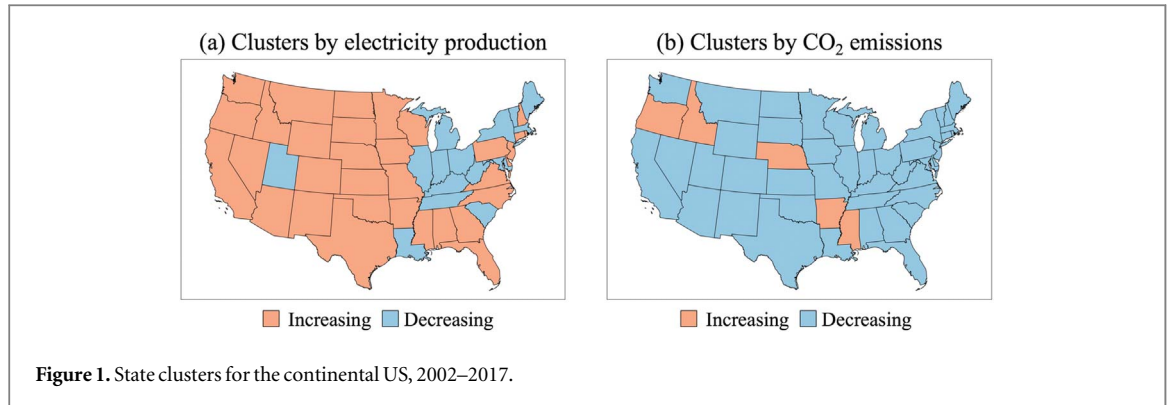 (a) Clusters by electricity production
(b) Clusters by CO₂ emissions
Increasing Decreasing
Increasing Decreasing
Figure 1. State clusters for the continental US, 2002–2017.